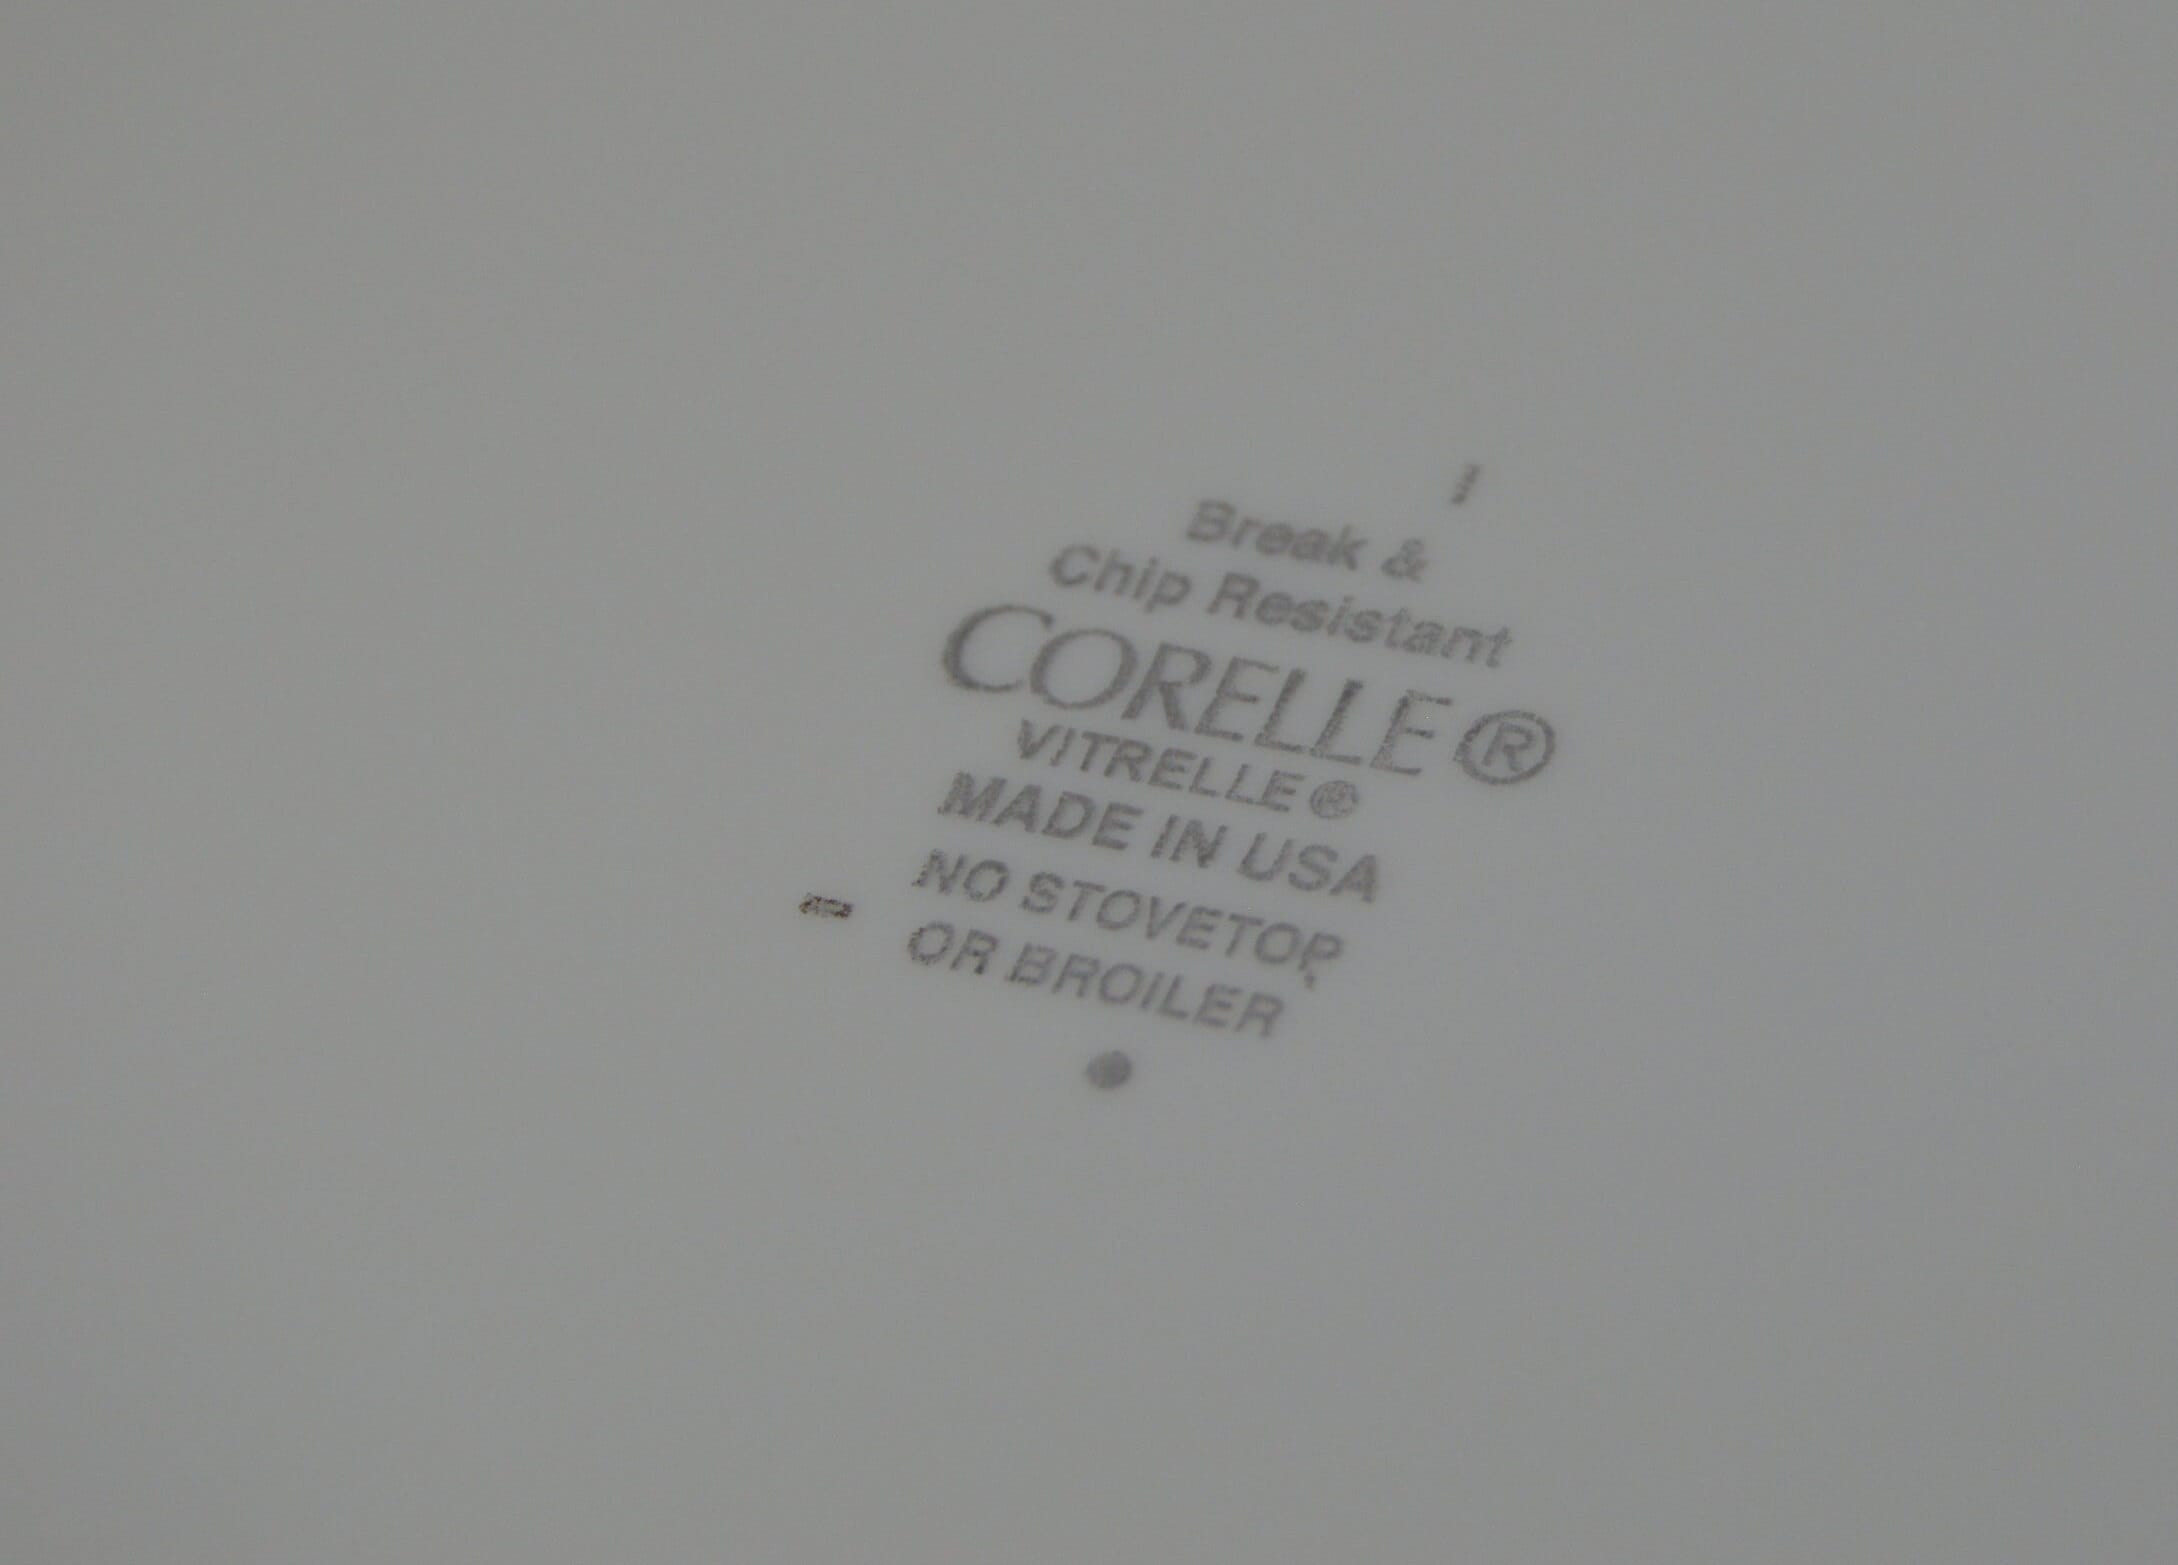 Break &
Chip Resistant
CORELLE®
VITRELLE®
MADE IN USA
NO STOVETOP
OR BROILER